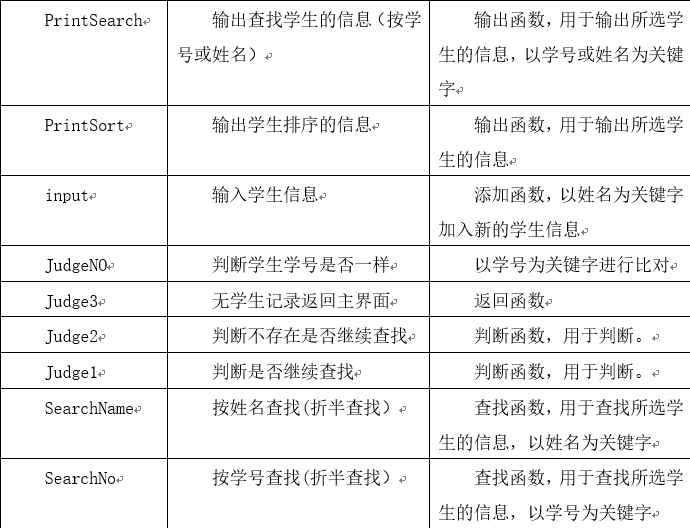 PrintSearch
输出查找学生的信息（按学
号或姓名）
输出函数，用于输出所选学
生的信息，以学号或姓名为关键
字
PrintSort
输出学生排序的信息
输出函数，用于输出所选学
生的信息
input
输入学生信息
添加函数，以姓名为关键字
加入新的学生信息
JudgeNO
判断学生学号是否一样
以学号为关键字进行比对
Judge3
无学生记录返回主界面
返回函数
Judge2
判断不存在是否继续查找
判断函数，用于判断。
Judge1
判断是否继续查找
判断函数，用于判断。
SearchName
按姓名查找(折半查找）
查找函数，用于查找所选学
生的信息，以姓名为关键字
SearchNo
按学号查找(折半查找）
查找函数，用于查找所选学
生的信息，以学号为关键字